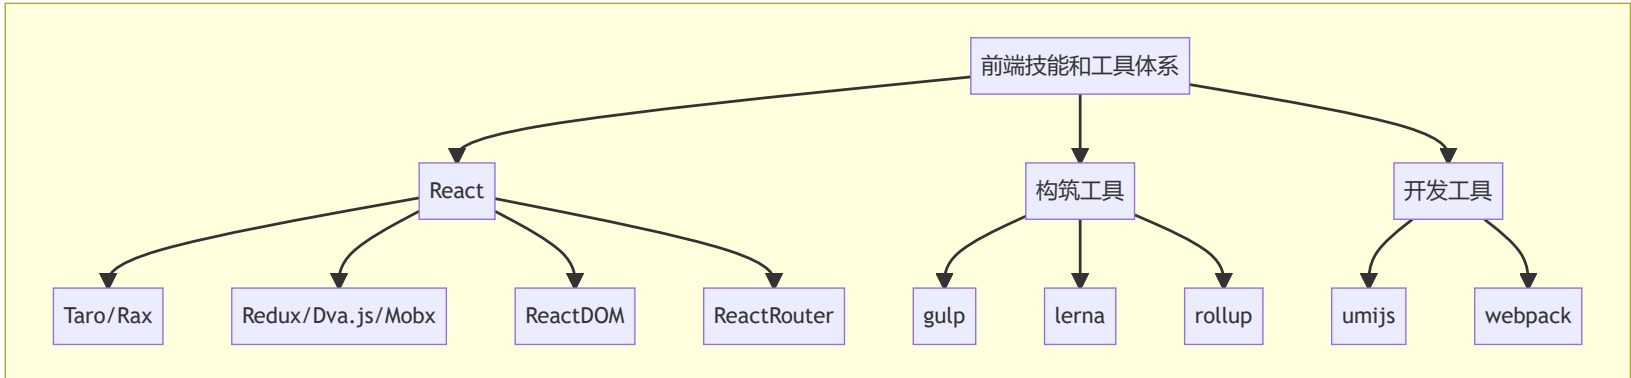 前端技能和工具体系
React
构筑工具
开发工具
Taro/Rax
Redux/Dva.js/Mobx
ReactDOM
ReactRouter
gulp
lerna
rollup
umijs
webpack